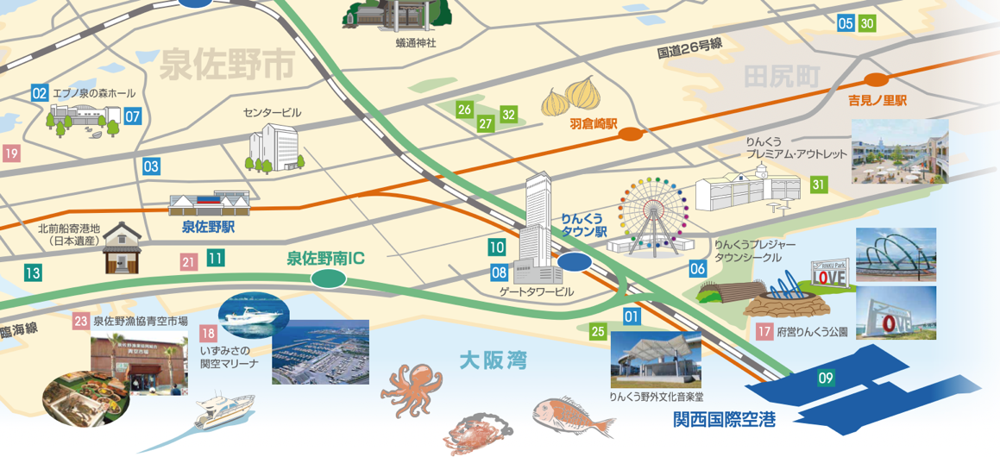 蟻通神社
05
30
国道26号線
泉佐野市
田尻町
吉見ノ里駅
02
エブノ泉の森ホール
07
センタービル
26
27
32
羽倉崎駅
りんくう
プレミアム・アウトレット
19
03
31
泉佐野駅
北前船寄港地
（日本遺産）
21
11
13
泉佐野南IC
りんくう
タウン駅
10
08
ゲートタワービル
06
りんくうプレジャー
タウンシークル
RINKU Park
LOVE
臨海線
23
泉佐野漁協青空市場
青空市場
18
いずみさの
関空マリーナ
大阪湾
25
01
りんくう野外文化音楽堂
17
府営りんくう公園
LOVE
09
関西国際空港